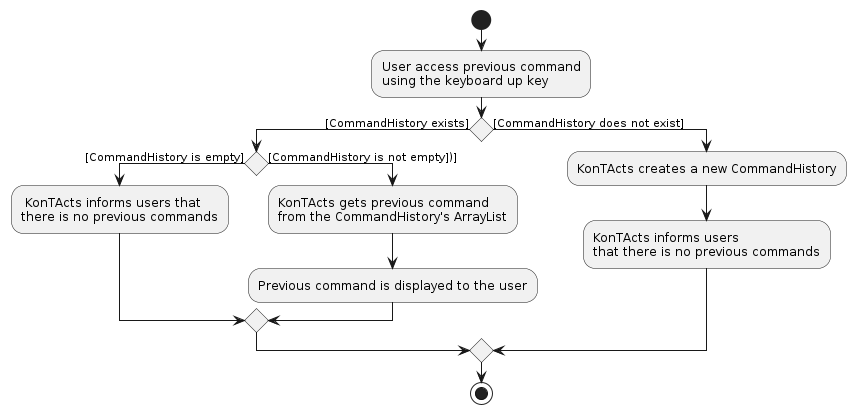 User access previous command
using the keyboard up key
[CommandHistory exists]
[CommandHistory does not exist]
[CommandHistory is empty]
[CommandHistory is not empty])]
KonTActs creates a new CommandHistory
KonTActs informs users that
there is no previous commands
KonTActs gets previous command
from the CommandHistory's ArrayList
KonTActs informs users
that there is no previous commands
Previous command is displayed to the user